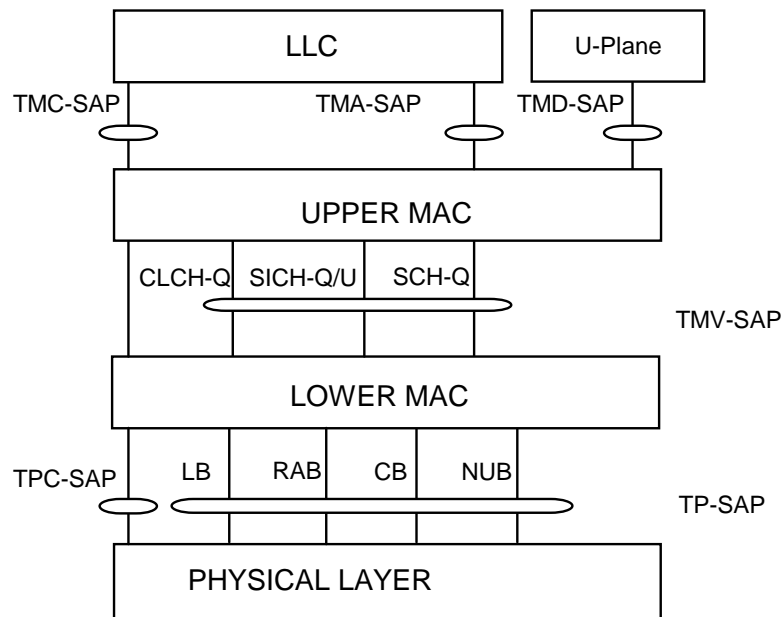 LLC
U-Plane
TMC-SAP
TMA-SAP
TMD-SAP
UPPER MAC
CLCH-Q
SICH-Q/U
SCH-Q
TMV-SAP
LOWER MAC
TPC-SAP
LB
RAB
CB
NUB
TP-SAP
PHYSICAL LAYER